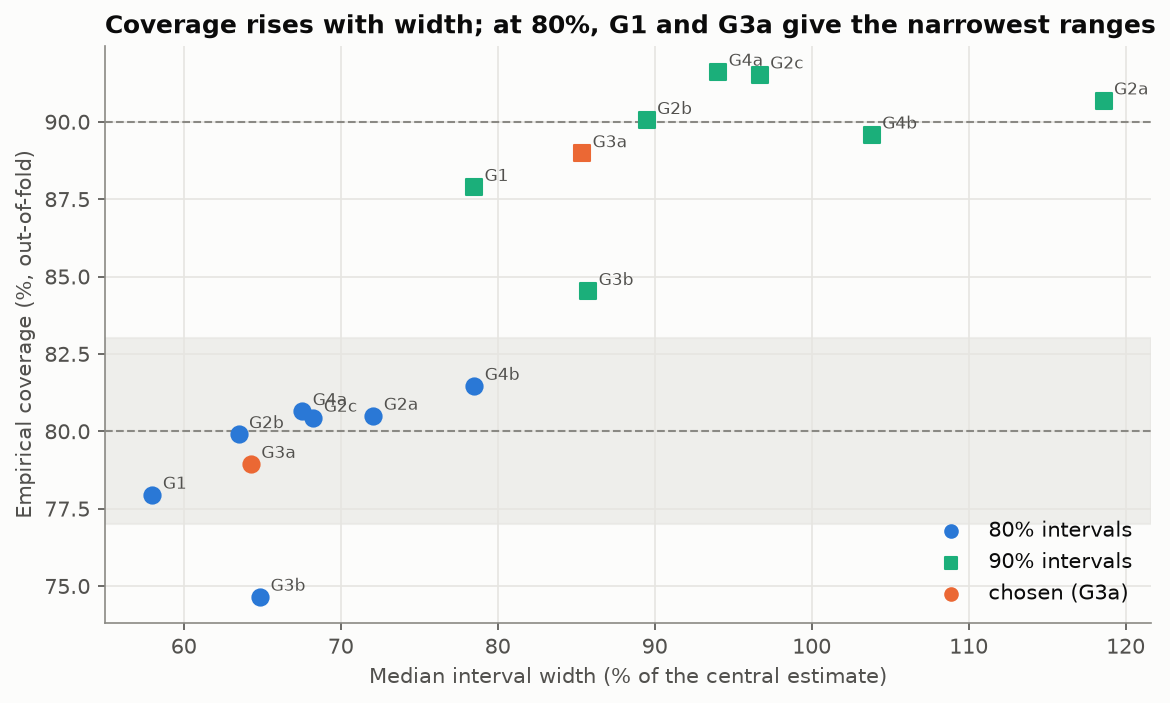 Coverage rises with width; at 80%, G1 and G3a give the narrowest ranges
Empirical coverage (%, out-of-fold)
90.0
87.5
85.0
82.5
80.0
77.5
75.0
G4a
G2c
G2a
G2b
G4b
G3a
G1
G3b
G4b
G4a
G2c
G2a
G2b
G3a
G1
G3b
80% intervals
90% intervals
chosen (G3a)
60
70
80
90
100
110
120
Median interval width (% of the central estimate)